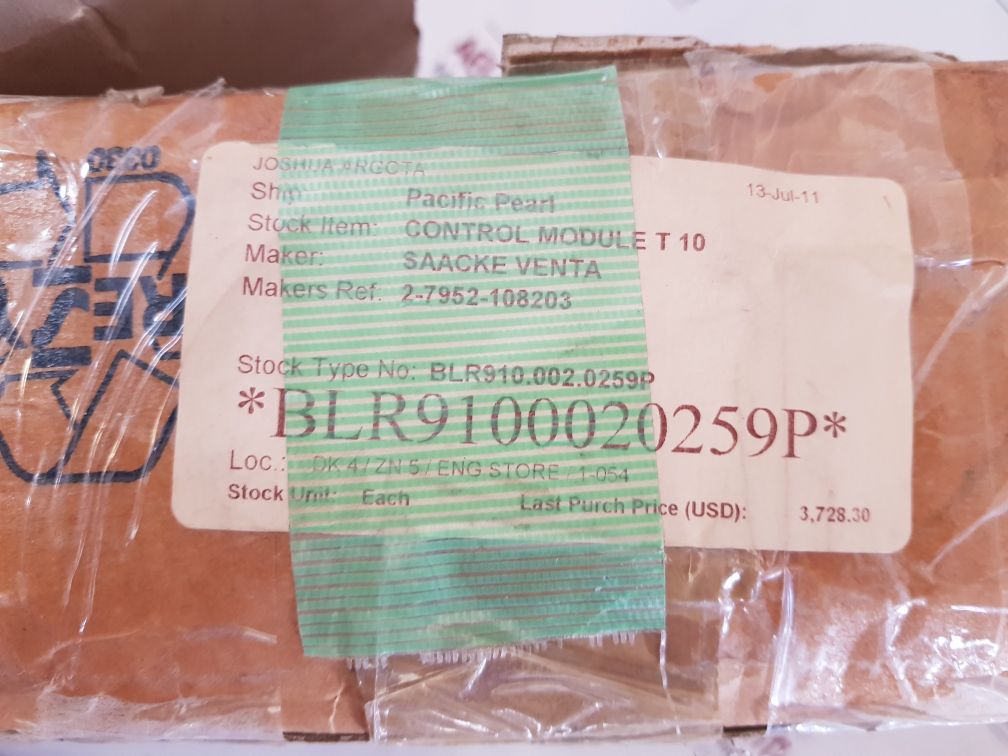 JOSHUA ARGOTA
13-Jul-11
Ship: Pacific Pearl
Stock Item: CONTROL MODULE T 10
Maker: SAACKE VENTA
Makers Ref: 2-7952-108203
Stock Type No: BLR910.002.0259P
*BLR9100020259P*
Loc.: DK 4 / ZN 5 / ENG STORE / 1-054
Stock Unit: Each Last Purch Price (USD): 3,728.30
RESY